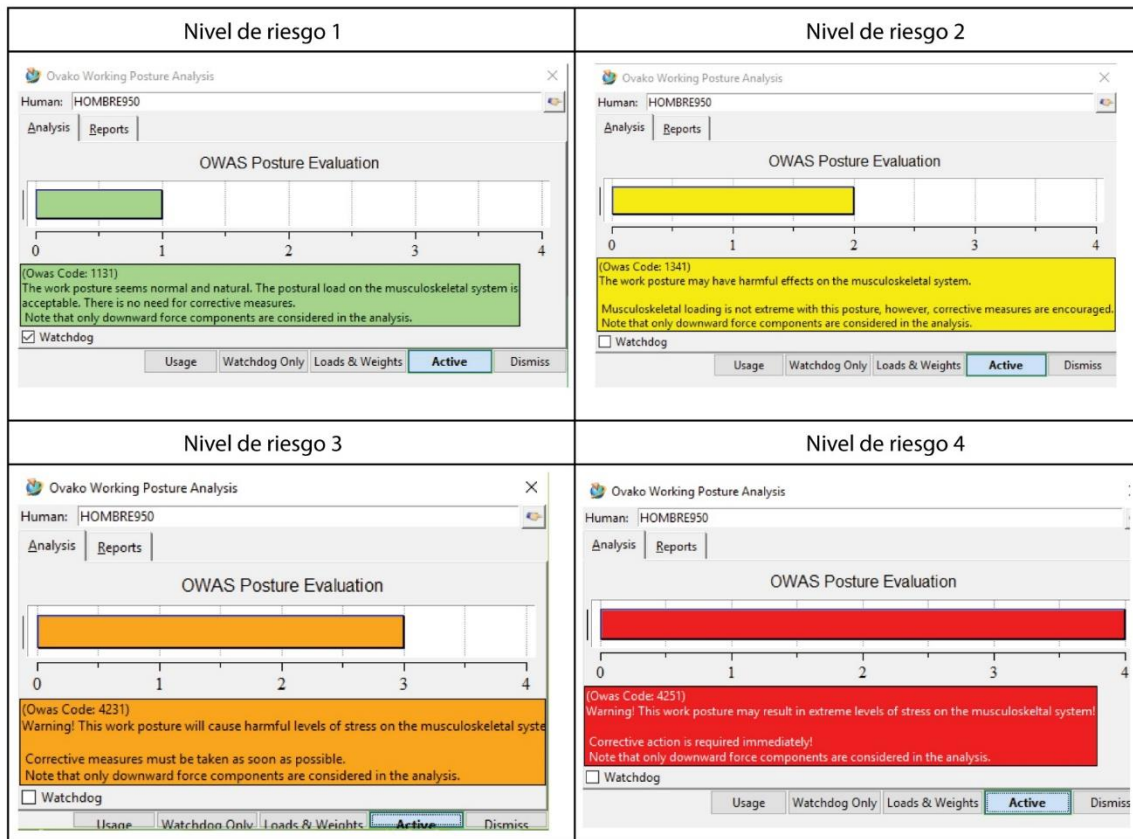 Nivel de riesgo 1
Ovako Working Posture Analysis
Human: HOMBRE950
Analysis Reports
OWAS Posture Evaluation
0 1 2 3 4
(Owas Code: 1131)
The work posture seems normal and natural. The postural load on the musculoskeletal system is
acceptable. There is no need for corrective measures.
Note that only downward force components are considered in the analysis.
Watchdog
Usage Watchdog Only Loads & Weights Active Dismiss
Nivel de riesgo 2
Ovako Working Posture Analysis
Human: HOMBRE950
Analysis Reports
OWAS Posture Evaluation
0 1 2 3 4
(Owas Code: 1341)
The work posture may have harmful effects on the musculoskeletal system.
Musculoskeletal loading is not extreme with this posture, however, corrective measures are encouraged.
Note that only downward force components are considered in the analysis.
Watchdog
Usage Watchdog Only Loads & Weights Active Dismiss
Nivel de riesgo 3
Ovako Working Posture Analysis
Human: HOMBRE950
Analysis Reports
OWAS Posture Evaluation
0 1 2 3 4
(Owas Code: 4231)
Warning! This work posture will cause harmful levels of stress on the musculoskeletal syste
Corrective measures must be taken as soon as possible.
Note that only downward force components are considered in the analysis.
Watchdog
Usage Watchdog Only Loads & Weights Active Dismiss
Nivel de riesgo 4
Ovako Working Posture Analysis
Human: HOMBRE950
Analysis Reports
OWAS Posture Evaluation
0 1 2 3 4
(Owas Code: 4251)
Warning! This work posture may result in extreme levels of stress on the musculoskeltal system!
Corrective action is required immediately!
Note that only downward force components are considered in the analysis.
Watchdog
Usage Watchdog Only Loads & Weights Active Dismiss